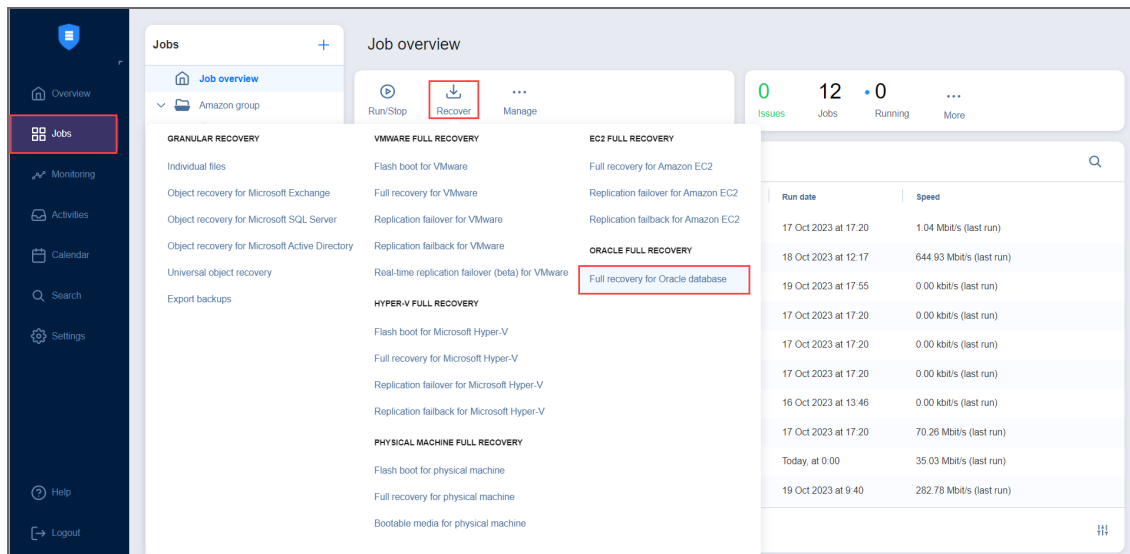 Overview
Jobs
Monitoring
Activities
Calendar
Search
Settings
Help
Logout
Jobs
+
Job overview
Amazon group
Job overview
Run/Stop
Recover
Manage
0
Issues
12
Jobs
0
Running
More
GRANULAR RECOVERY
Individual files
Object recovery for Microsoft Exchange
Object recovery for Microsoft SQL Server
Object recovery for Microsoft Active Directory
Universal object recovery
Export backups
VMWARE FULL RECOVERY
Flash boot for VMware
Full recovery for VMware
Replication failover for VMware
Replication failback for VMware
Real-time replication failover (beta) for VMware
HYPER-V FULL RECOVERY
Flash boot for Microsoft Hyper-V
Full recovery for Microsoft Hyper-V
Replication failover for Microsoft Hyper-V
Replication failback for Microsoft Hyper-V
PHYSICAL MACHINE FULL RECOVERY
Flash boot for physical machine
Full recovery for physical machine
Bootable media for physical machine
EC2 FULL RECOVERY
Full recovery for Amazon EC2
Replication failover for Amazon EC2
Replication failback for Amazon EC2
ORACLE FULL RECOVERY
Full recovery for Oracle database
Run date Speed
17 Oct 2023 at 17:20 1.04 Mbit/s (last run)
18 Oct 2023 at 12:17 644.93 Mbit/s (last run)
19 Oct 2023 at 17:55 0.00 kbit/s (last run)
17 Oct 2023 at 17:20 0.00 kbit/s (last run)
17 Oct 2023 at 17:20 0.00 kbit/s (last run)
17 Oct 2023 at 17:20 0.00 kbit/s (last run)
16 Oct 2023 at 13:46 0.00 kbit/s (last run)
17 Oct 2023 at 17:20 70.26 Mbit/s (last run)
Today, at 0:00 35.03 Mbit/s (last run)
19 Oct 2023 at 9:40 282.78 Mbit/s (last run)